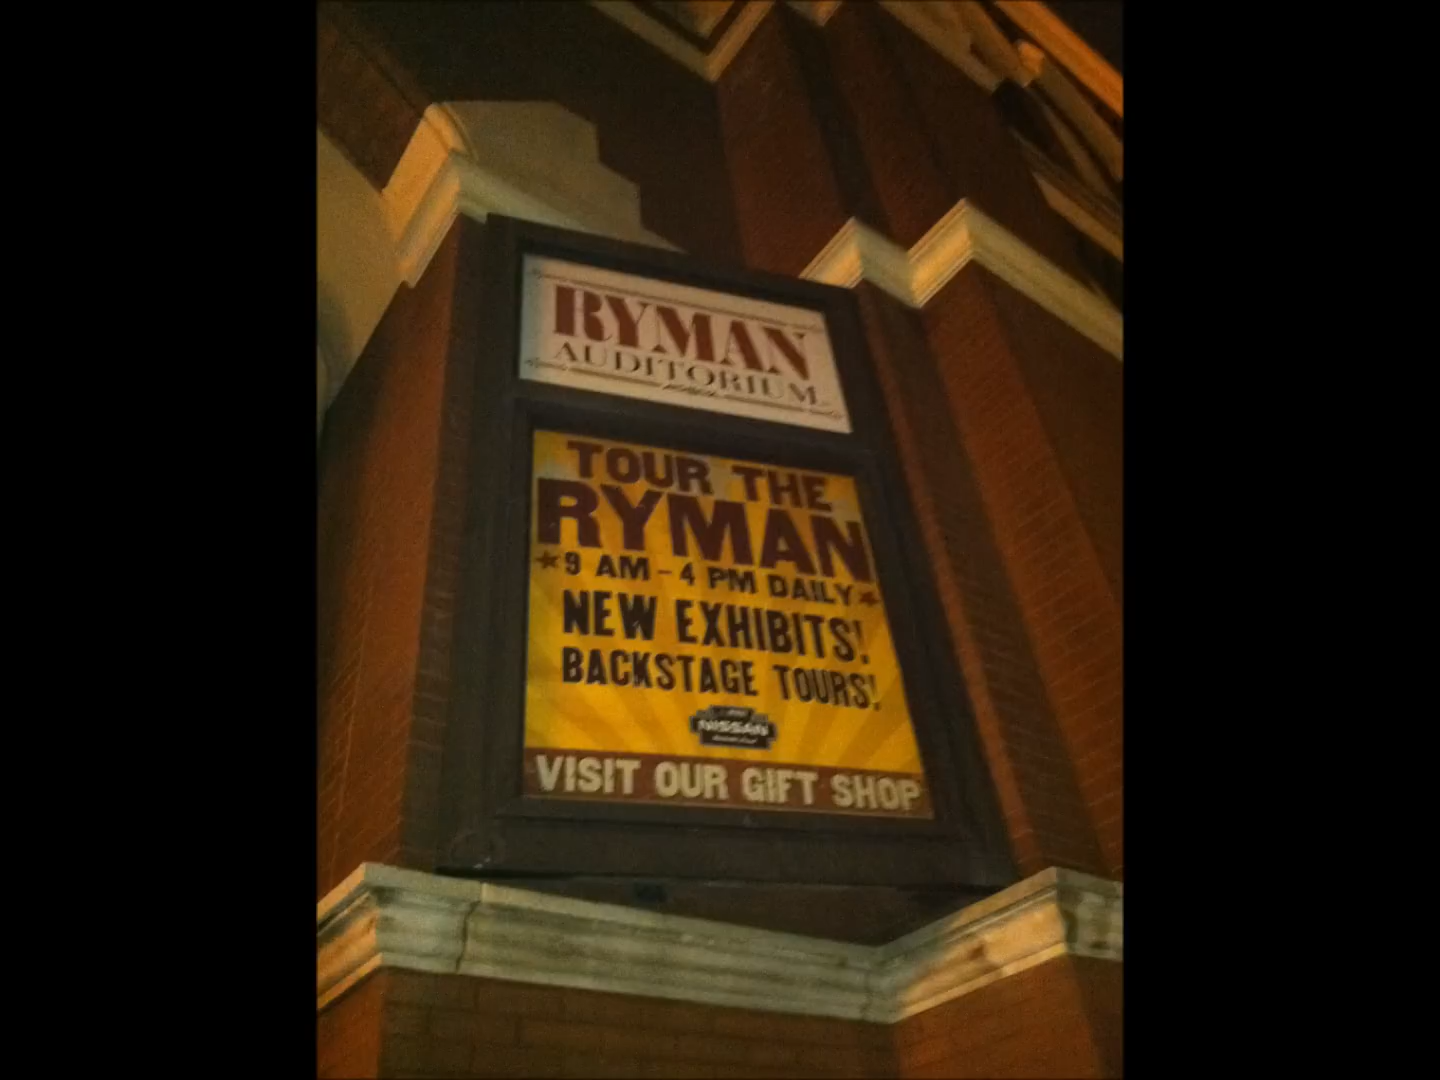 RYMAN
AUDITORIUM
TOUR THE
RYMAN
★9 AM - 4 PM DAILY★
NEW EXHIBITS!
BACKSTAGE TOURS!
NISSAN
VISIT OUR GIFT SHOP